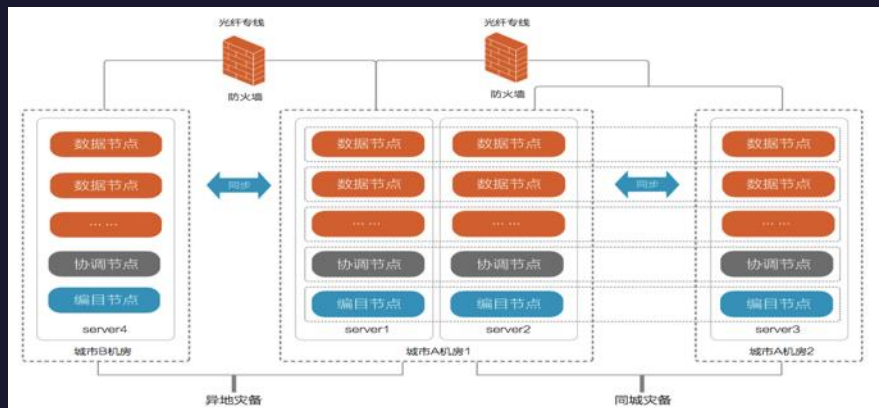 光纤专线
光纤专线
防火墙
防火墙
数据节点
数据节点
……
协调节点
编目节点
server4
城市B机房
同步
数据节点
数据节点
……
协调节点
编目节点
server1
数据节点
数据节点
……
协调节点
编目节点
server2
城市A机房1
同步
数据节点
数据节点
……
协调节点
编目节点
server3
城市A机房2
异地灾备
同城灾备